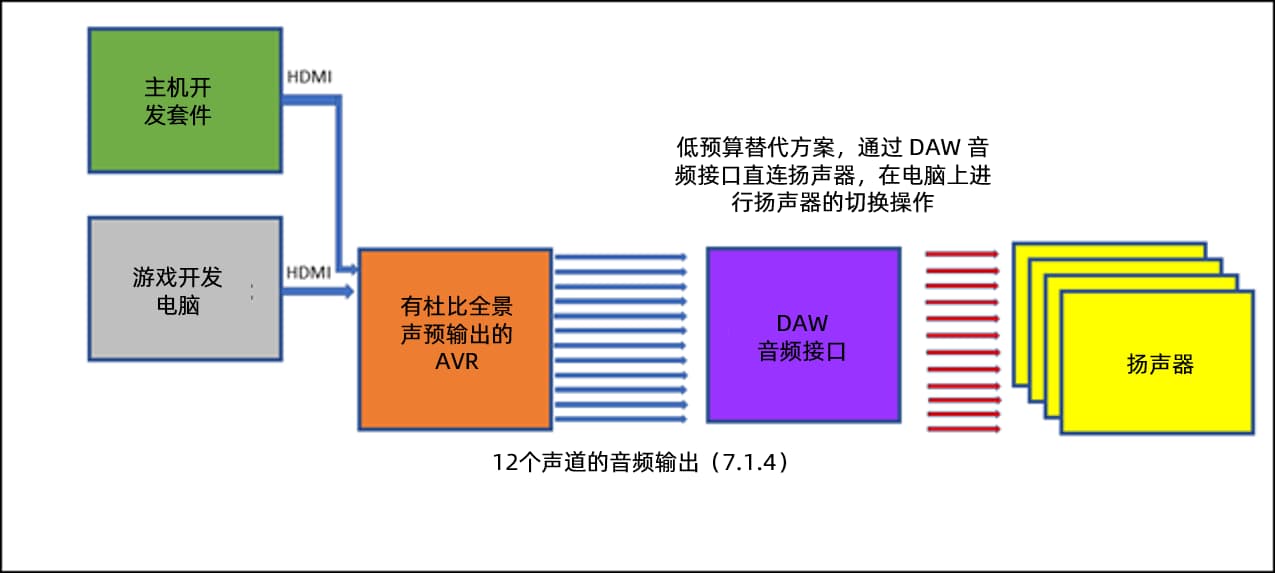 主机开
发套件
HDMI
低预算替代方案，通过 DAW 音
频接口直连扬声器，在电脑上进
行扬声器的切换操作
游戏开发
电脑
HDMI
有杜比全景
声预输出的
AVR
DAW
音频接口
扬声器
12个声道的音频输出（7.1.4）